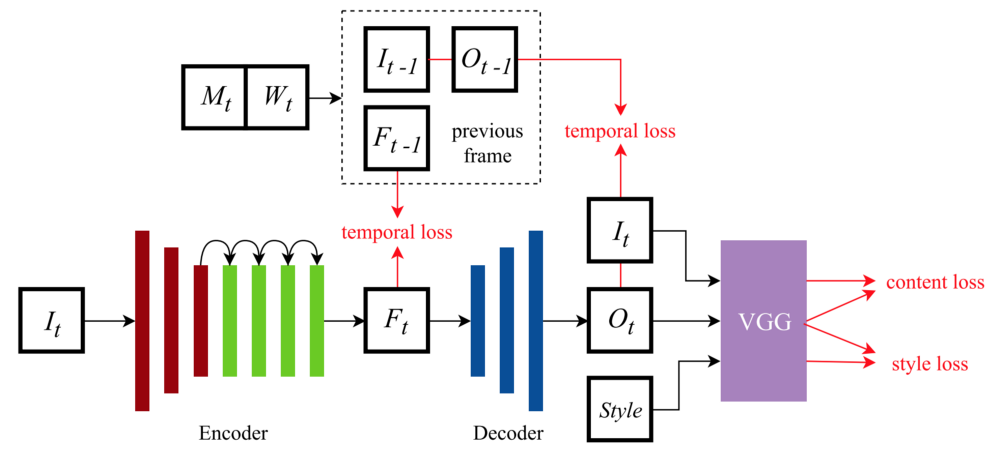 I_{t-1}
O_{t-1}
M_t
W_t
F_{t-1}
previous
frame
temporal loss
temporal loss
I_t
I_t
F_t
O_t
VGG
content loss
style loss
Style
Encoder
Decoder